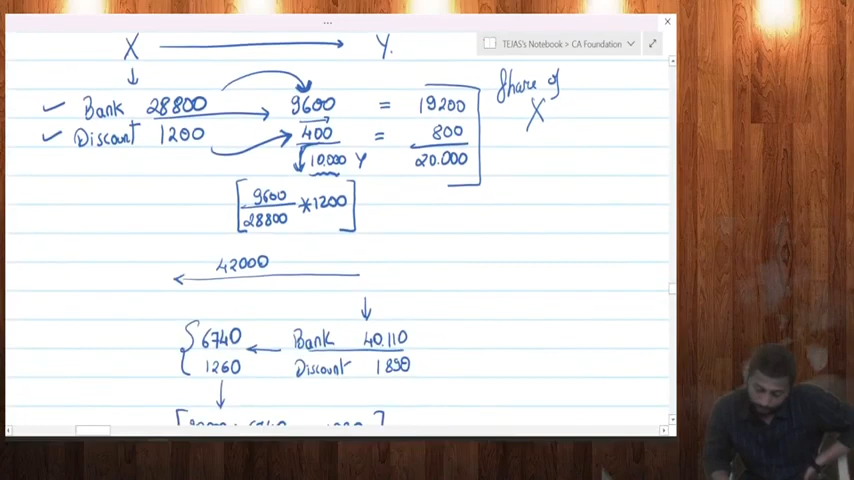 ...
TEJAS's Notebook > CA Foundation
X → Y.
↓
✓ Bank 28800 → 9600 = 19200
✓ Discount 1200 → 400 = 800
10,000 Y 20.000
Share of
X
[9600/28800 * 1200]
42000
6740 ← Bank 40.110
1260 Discount 1890